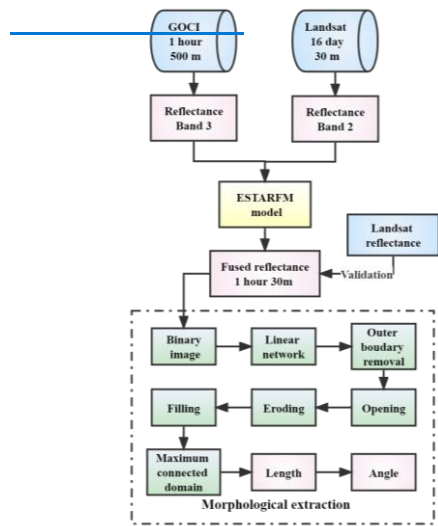 GOCI
1 hour
500 m
Landsat
16 day
30 m
Reflectance
Band 3
Reflectance
Band 2
ESTARFM
model
Landsat
reflectance
Fused reflectance
1 hour 30m
Validation
Binary
image
Linear
network
Outer
boudary
removal
Filling
Eroding
Opening
Maximum
connected
domain
Length
Angle
Morphological extraction